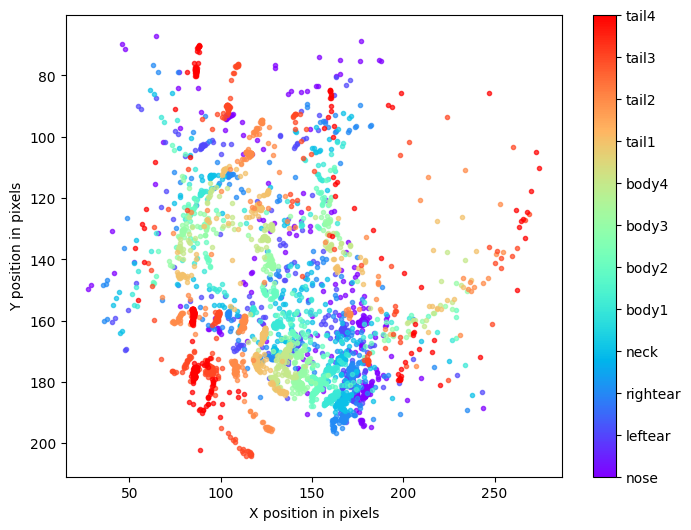 80
100
120
140
160
180
200
Y position in pixels
50
100
150
200
250
X position in pixels
tail4
tail3
tail2
tail1
body4
body3
body2
body1
neck
rightear
leftear
nose